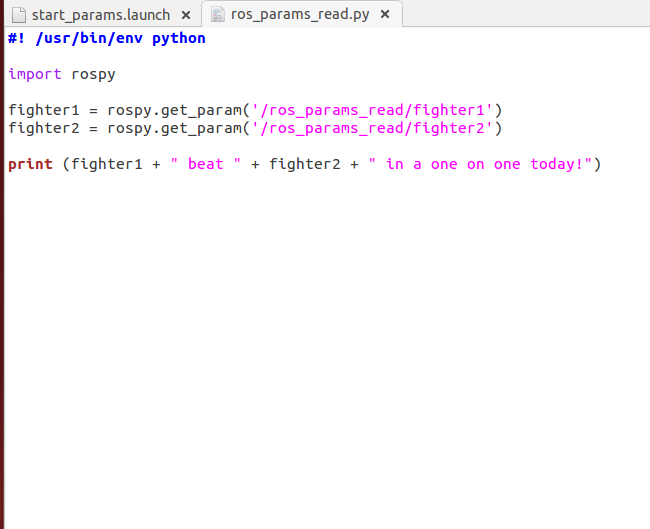 start_params.launch ros_params_read.py
#! /usr/bin/env python
import rospy
fighter1 = rospy.get_param('/ros_params_read/fighter1')
fighter2 = rospy.get_param('/ros_params_read/fighter2')
print (fighter1 + " beat " + fighter2 + " in a one on one today!")